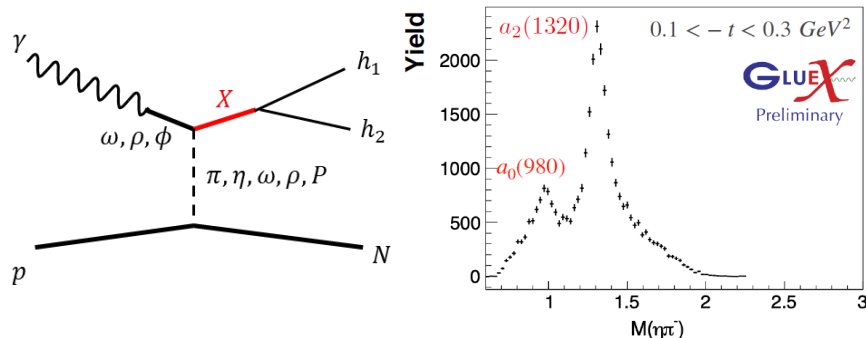 γ
X
h₁
h₂
ω, ρ, ϕ
π, η, ω, ρ, P
p
N
Yield
a₂(1320)
0.1 < − t < 0.3 GeV²
GLUEX
Preliminary
a₀(980)
2200
2000
1500
1000
500
0
1
1.5
2
2.5
3
M(ηπ⁻)